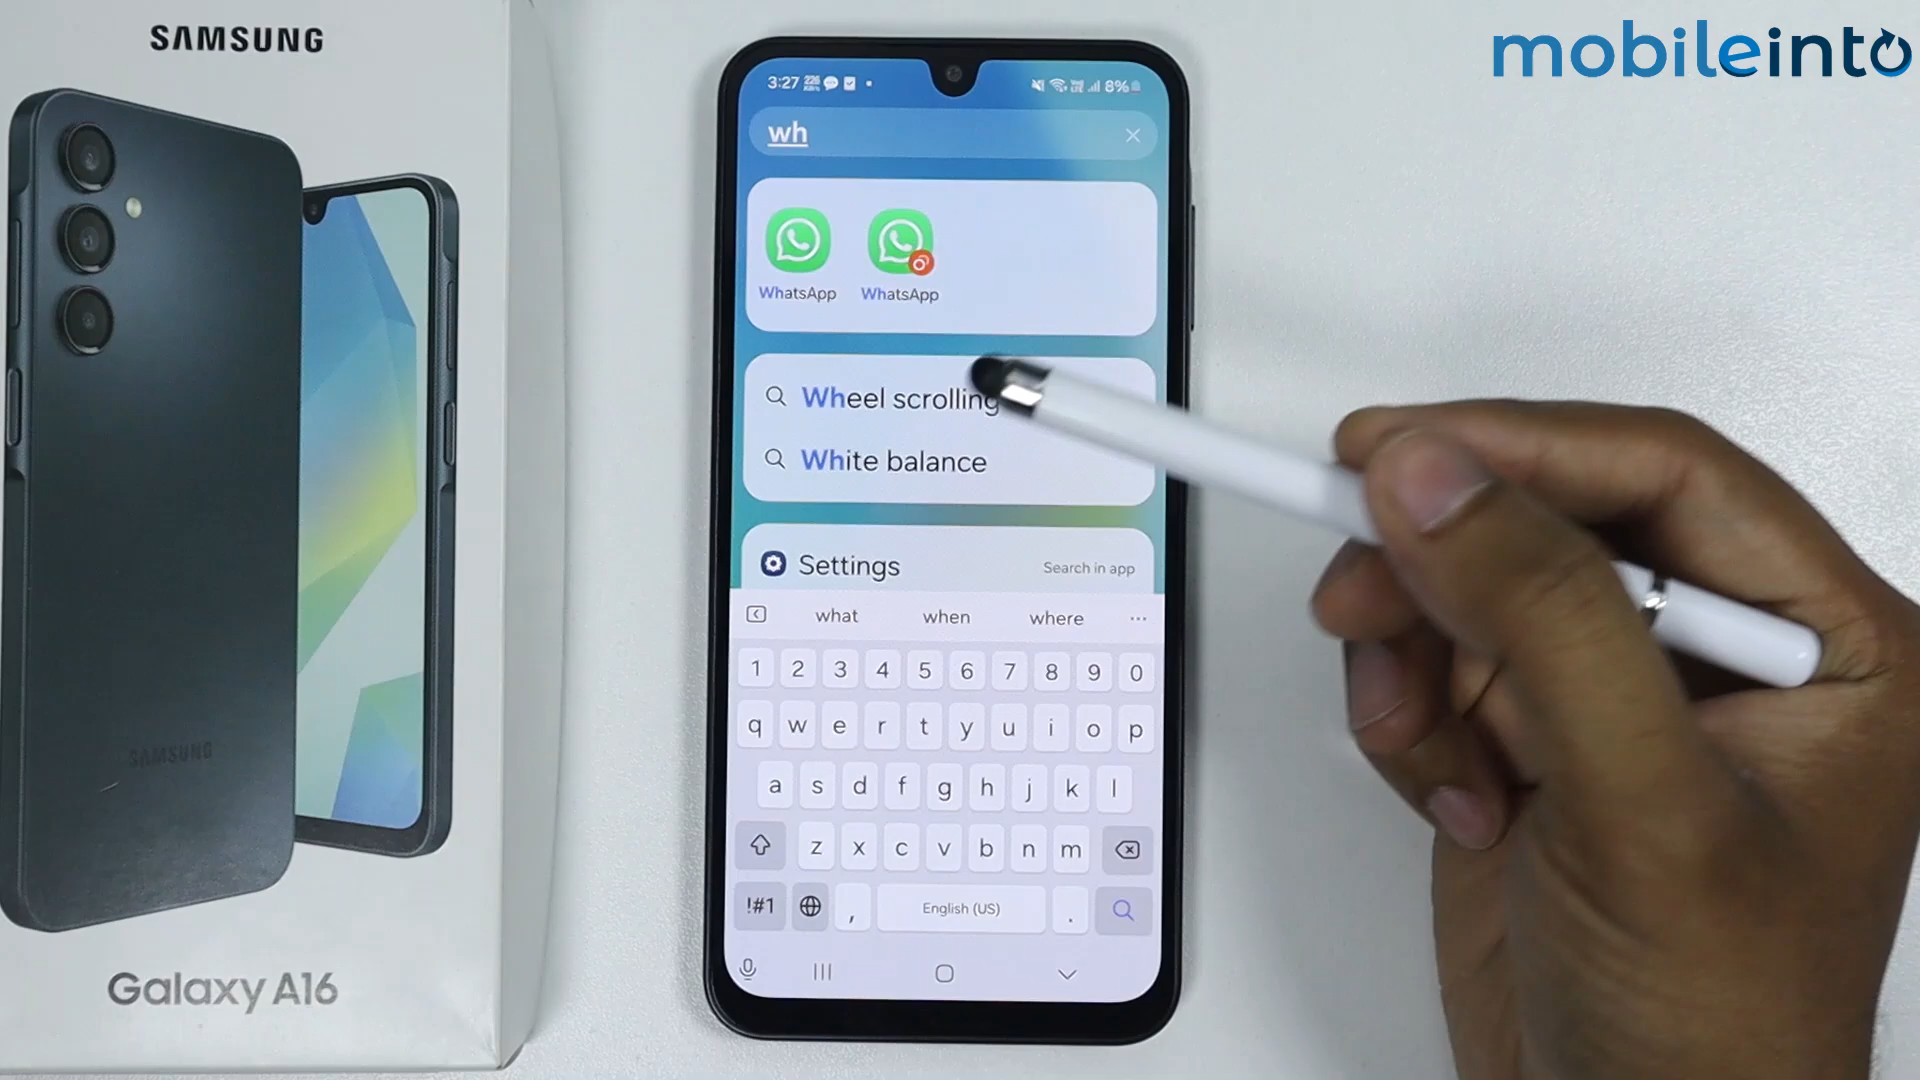 SAMSUNG
SAMSUNG
Galaxy A16
mobileinto
3:27
8%
wh
WhatsApp WhatsApp
Wheel scrolling
White balance
Settings Search in app
what when where ...
1 2 3 4 5 6 7 8 9 0
q w e r t y u i o p
a s d f g h j k l
z x c v b n m
!#1 , English (US) .